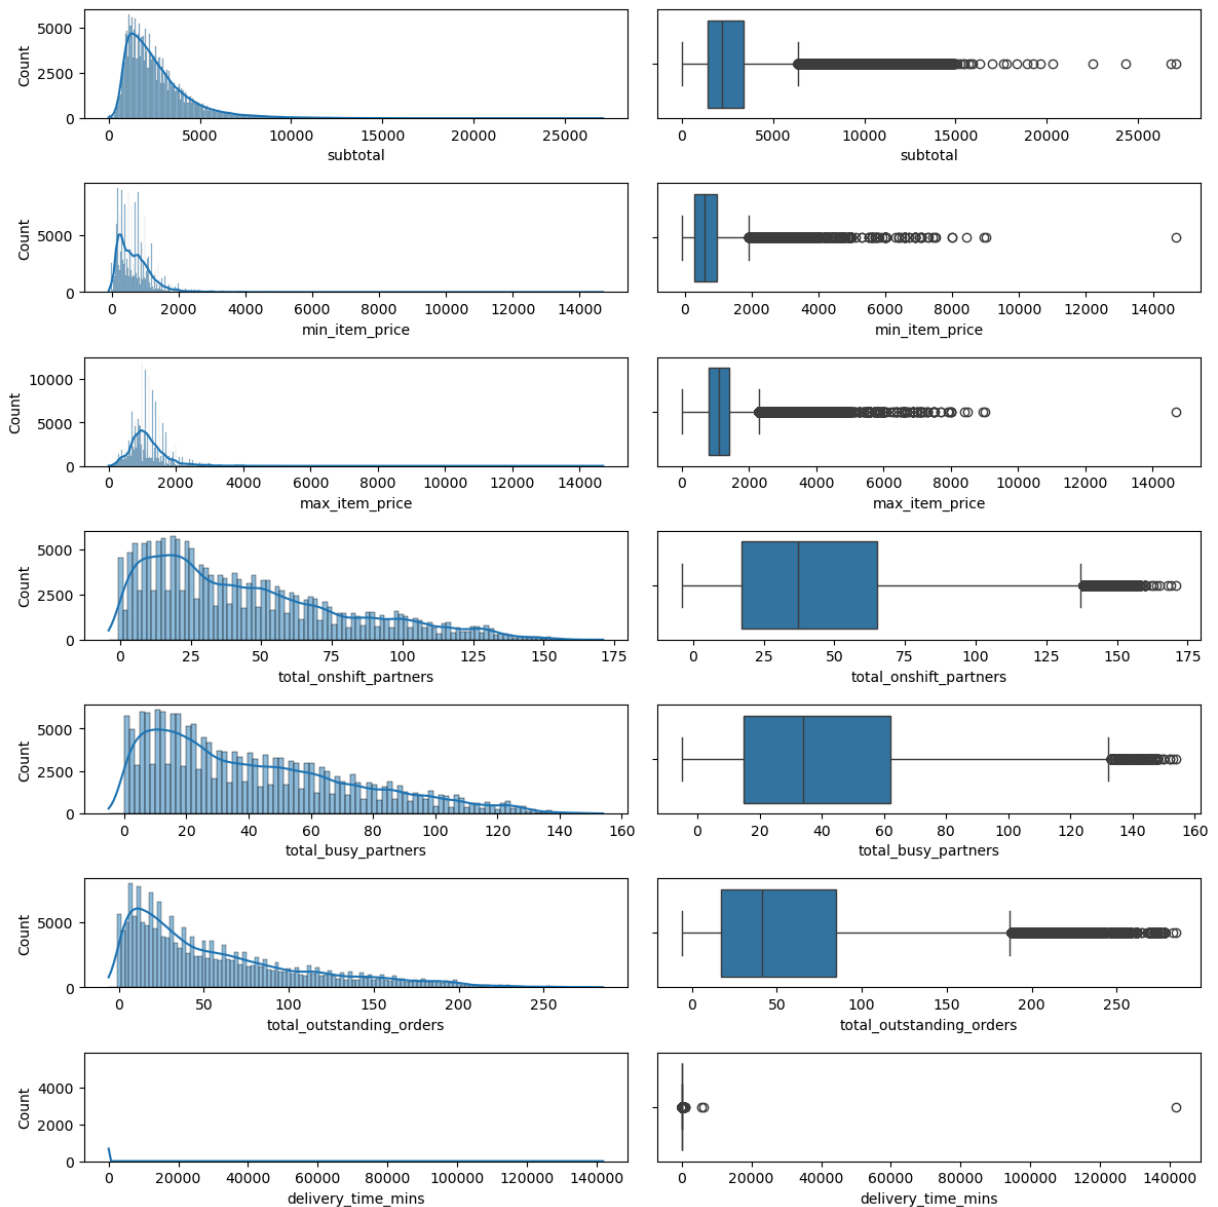 5000
2500
0
Count
0 5000 10000 15000 20000 25000
subtotal
0 5000 10000 15000 20000 25000
subtotal
5000
0
Count
0 2000 4000 6000 8000 10000 12000 14000
min_item_price
0 2000 4000 6000 8000 10000 12000 14000
min_item_price
10000
5000
0
Count
0 2000 4000 6000 8000 10000 12000 14000
max_item_price
0 2000 4000 6000 8000 10000 12000 14000
max_item_price
5000
2500
0
Count
0 25 50 75 100 125 150 175
total_onshift_partners
0 25 50 75 100 125 150 175
total_onshift_partners
5000
2500
0
Count
0 20 40 60 80 100 120 140 160
total_busy_partners
0 20 40 60 80 100 120 140 160
total_busy_partners
5000
0
Count
0 50 100 150 200 250
total_outstanding_orders
0 50 100 150 200 250
total_outstanding_orders
4000
2000
0
Count
0 20000 40000 60000 80000 100000 120000 140000
delivery_time_mins
0 20000 40000 60000 80000 100000 120000 140000
delivery_time_mins